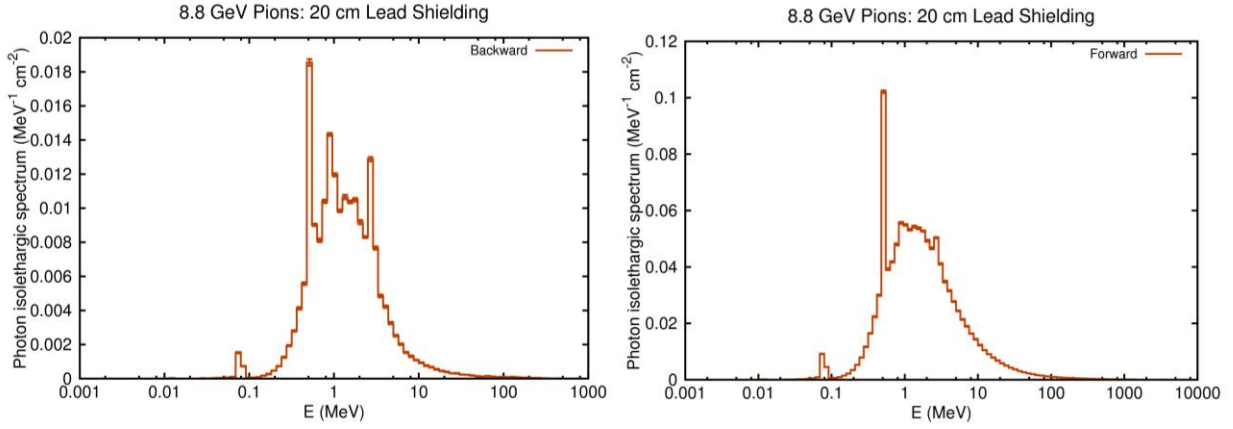 8.8 GeV Pions: 20 cm Lead Shielding
Backward
Photon isolethargic spectrum (MeV⁻¹ cm⁻²)
0.02
0.018
0.016
0.014
0.012
0.01
0.008
0.006
0.004
0.002
0
0.001 0.01 0.1 1 10 100 1000
E (MeV)
8.8 GeV Pions: 20 cm Lead Shielding
Forward
Photon isolethargic spectrum (MeV⁻¹ cm⁻²)
0.12
0.1
0.08
0.06
0.04
0.02
0
0.001 0.01 0.1 1 10 100 1000 10000
E (MeV)